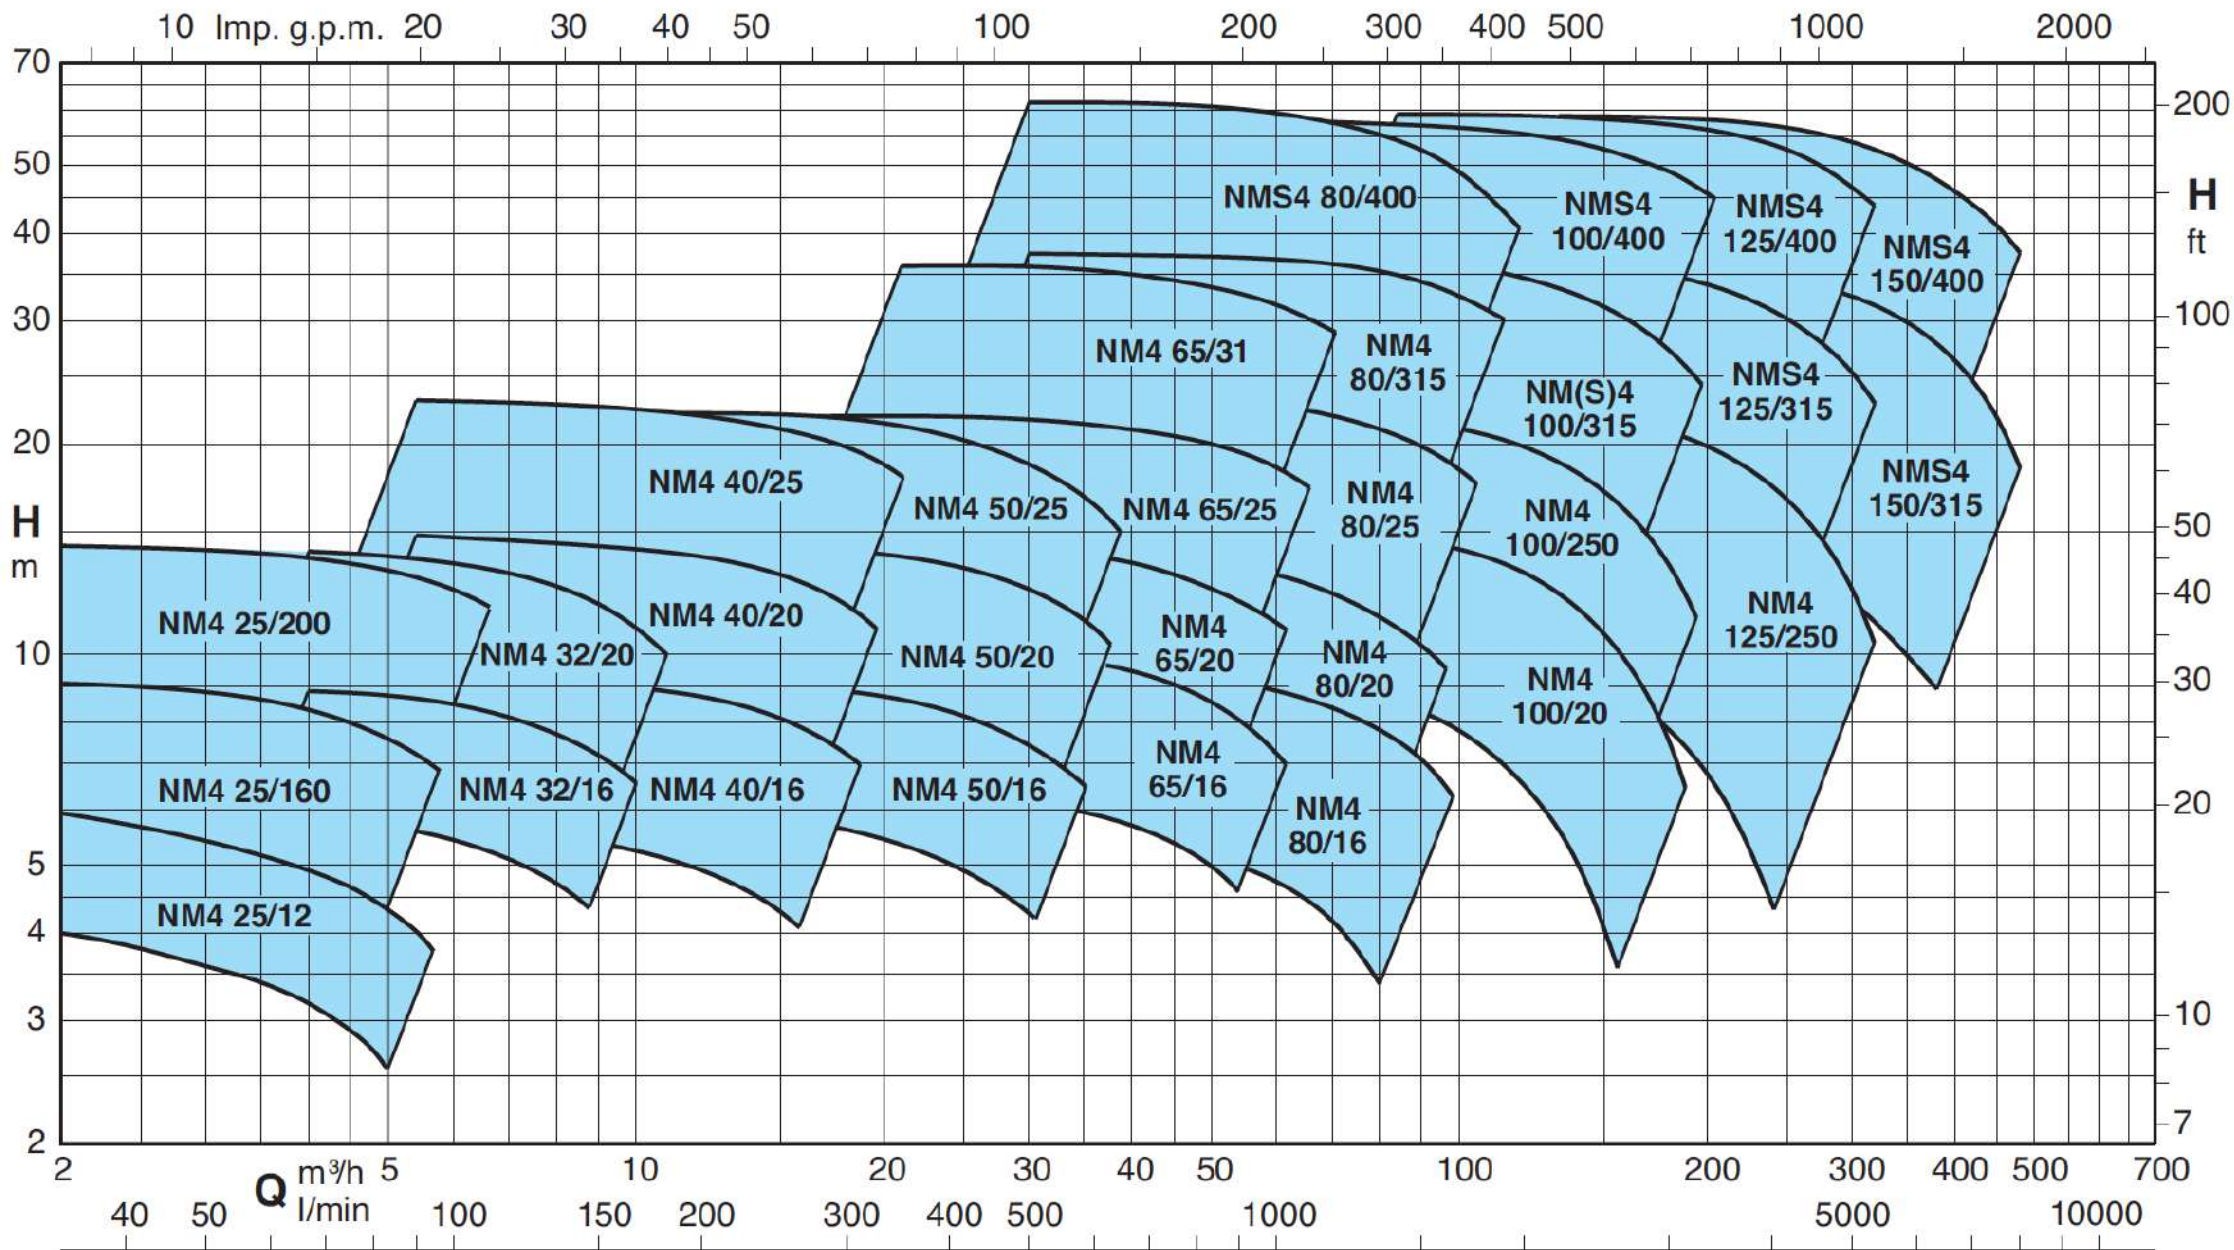 10 Imp. g.p.m. 20 30 40 50 100 200 300 400 500 1000 2000
70
200
50
H
ft
40
NMS4 80/400
NMS4
100/400
NMS4
125/400
NMS4
150/400
30
100
NM4 65/31
NM4
80/315
NM(S)4
100/315
NMS4
125/315
NMS4
150/315
20
NM4 40/25
NM4 50/25
NM4 65/25
NM4
80/25
NM4
100/250
50
H
m
40
NM4 25/200
NM4 32/20
NM4 40/20
NM4 50/20
NM4
65/20
NM4
80/20
NM4
100/20
NM4
125/250
10
30
NM4 25/160
NM4 32/16
NM4 40/16
NM4 50/16
NM4
65/16
NM4
80/16
20
5
NM4 25/12
4
3
10
2
7
2 m³/h 5 10 20 30 40 50 100 200 300 400 500 700
Q
40 50 l/min 100 150 200 300 400 500 1000 5000 10000